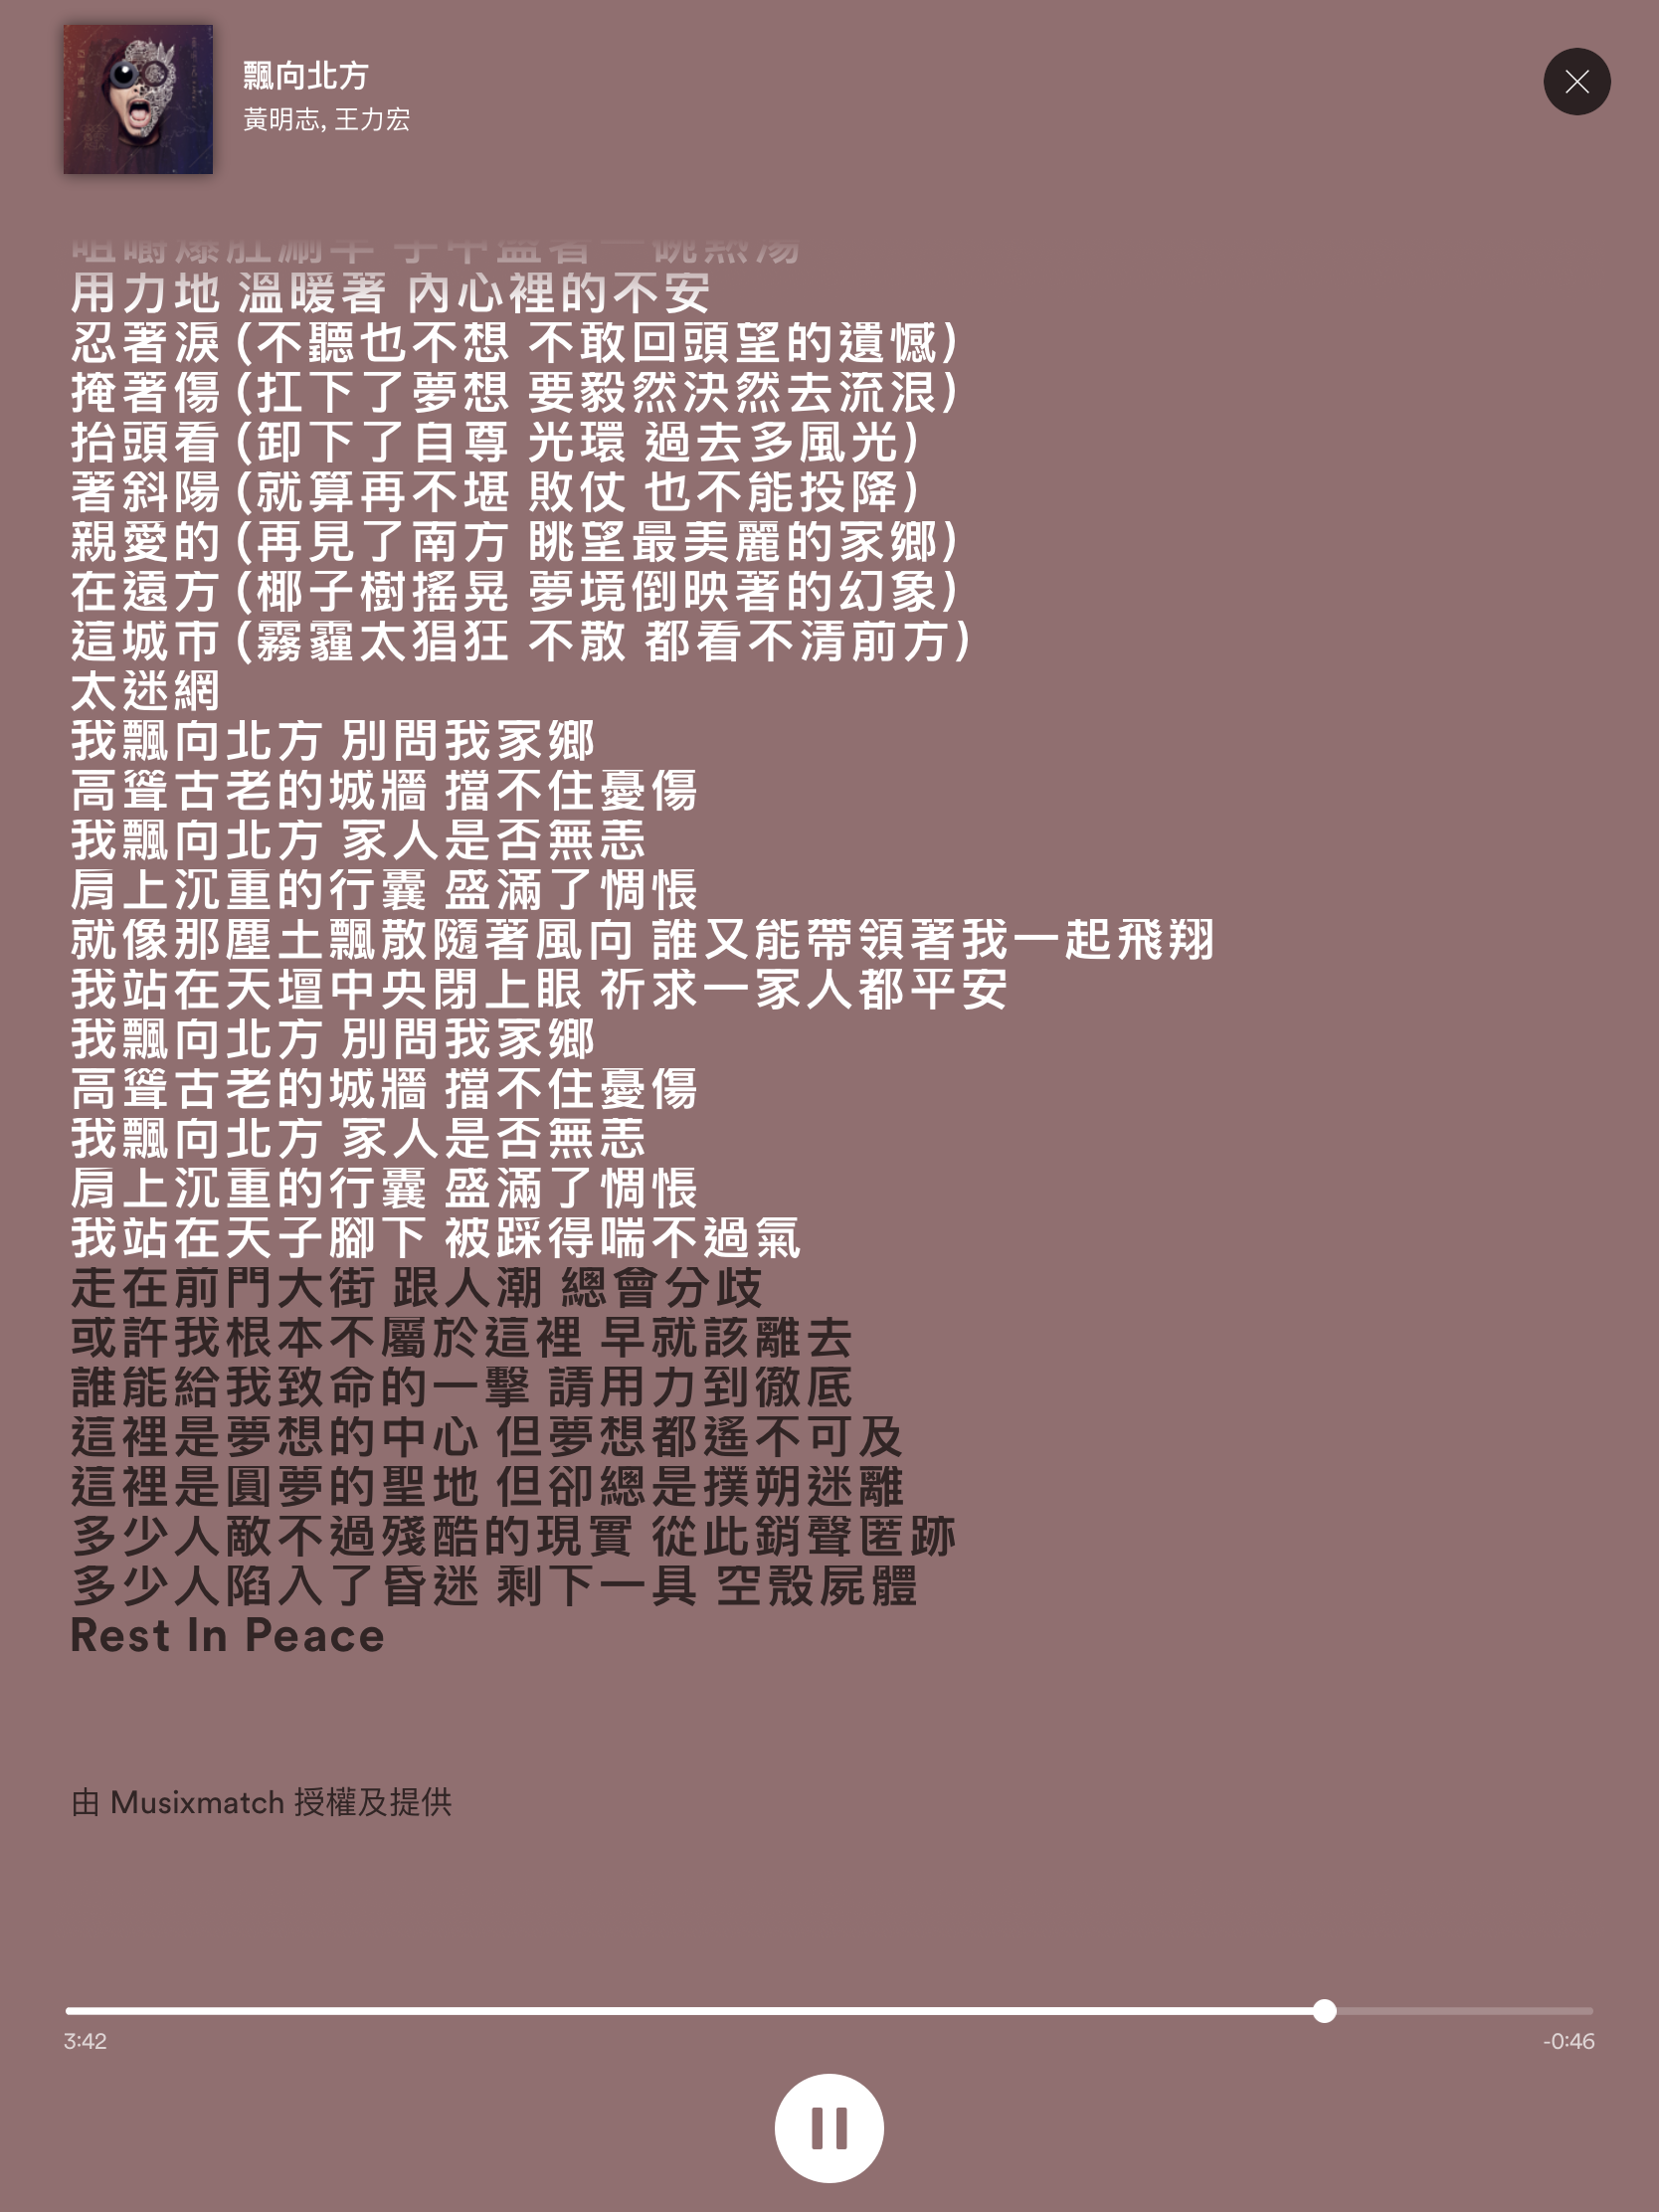 飄向北方
黃明志, 王力宏
咀嚼爆肚涮羊 手中盛著一碗熱湯
用力地 溫暖著 內心裡的不安
忍著淚 (不聽也不想 不敢回頭望的遺憾)
掩著傷 (扛下了夢想 要毅然決然去流浪)
抬頭看 (卸下了自尊 光環 過去多風光)
著斜陽 (就算再不堪 敗仗 也不能投降)
親愛的 (再見了南方 眺望最美麗的家鄉)
在遠方 (椰子樹搖晃 夢境倒映著的幻象)
這城市 (霧霾太猖狂 不散 都看不清前方)
太迷網
我飄向北方 別問我家鄉
高聳古老的城牆 擋不住憂傷
我飄向北方 家人是否無恙
肩上沉重的行囊 盛滿了惆悵
就像那塵土飄散隨著風向 誰又能帶領著我一起飛翔
我站在天壇中央閉上眼 祈求一家人都平安
我飄向北方 別問我家鄉
高聳古老的城牆 擋不住憂傷
我飄向北方 家人是否無恙
肩上沉重的行囊 盛滿了惆悵
我站在天子腳下 被踩得喘不過氣
走在前門大街 跟人潮 總會分歧
或許我根本不屬於這裡 早就該離去
誰能給我致命的一擊 請用力到徹底
這裡是夢想的中心 但夢想都遙不可及
這裡是圓夢的聖地 但卻總是撲朔迷離
多少人敵不過殘酷的現實 從此銷聲匿跡
多少人陷入了昏迷 剩下一具 空殼屍體
Rest In Peace
由 Musixmatch 授權及提供
3:42
-0:46